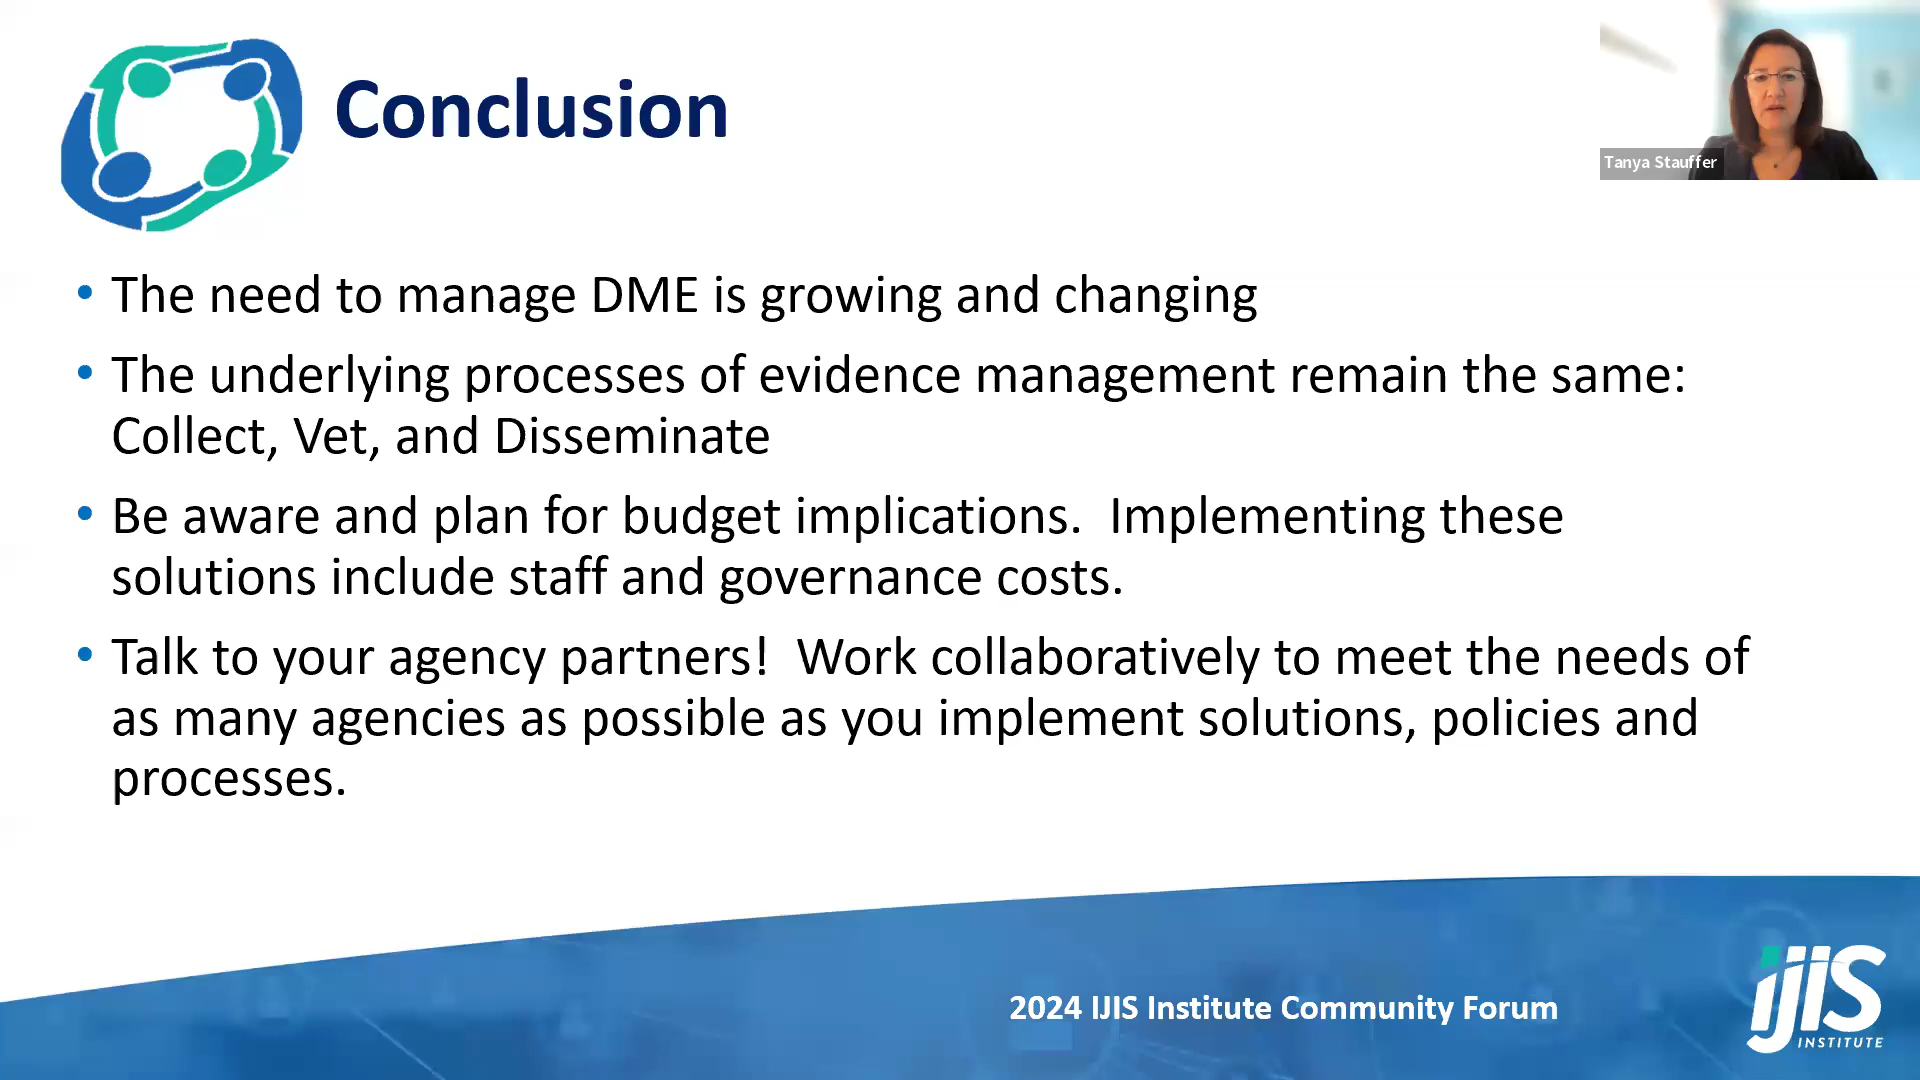 Conclusion
Tanya Stauffer
• The need to manage DME is growing and changing
• The underlying processes of evidence management remain the same:
Collect, Vet, and Disseminate
• Be aware and plan for budget implications.  Implementing these
solutions include staff and governance costs.
• Talk to your agency partners!  Work collaboratively to meet the needs of
as many agencies as possible as you implement solutions, policies and
processes.
2024 IJIS Institute Community Forum
IJIS
INSTITUTE